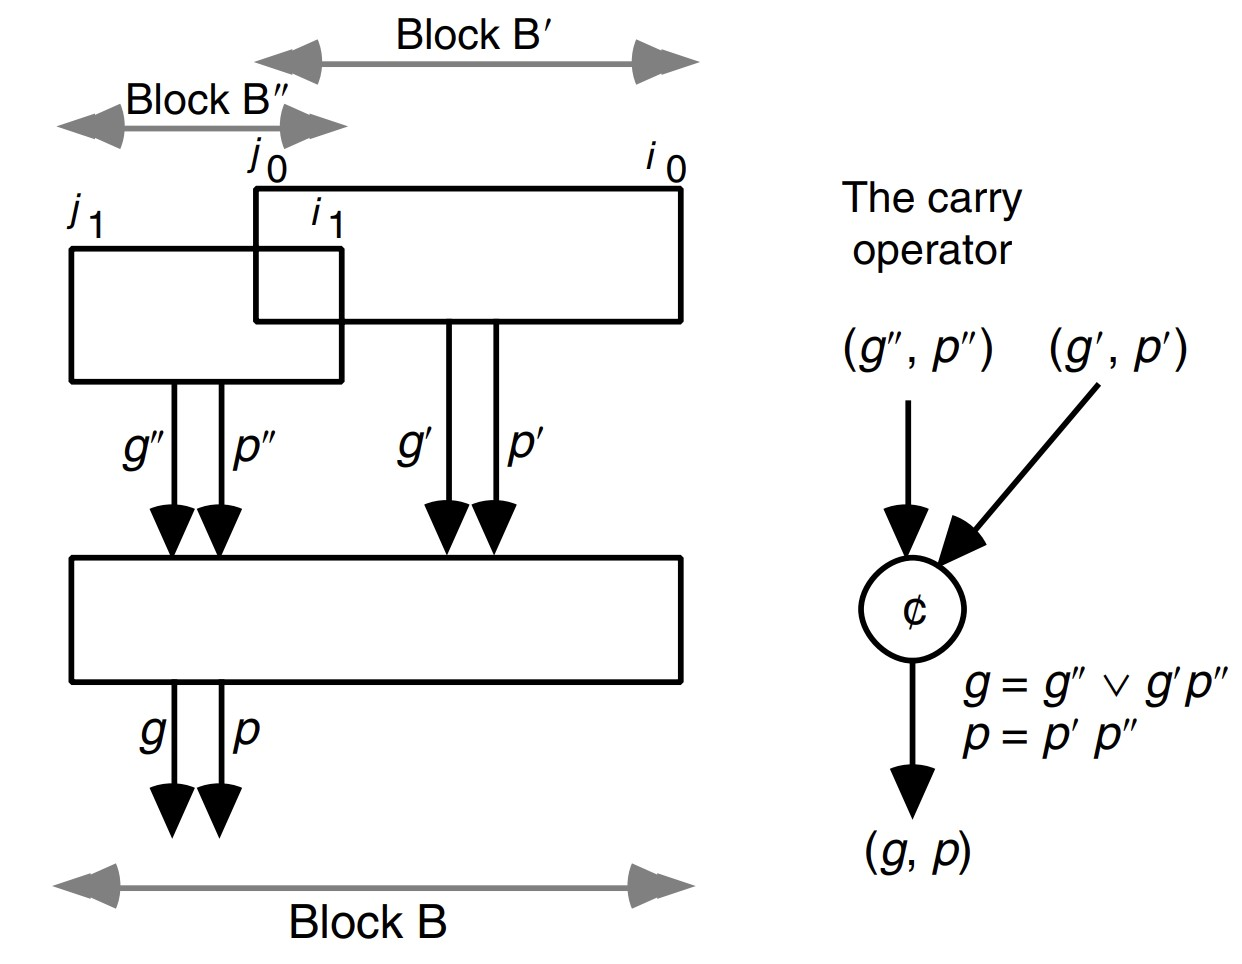 Block B′
Block B″
j0
i0
j1
i1
The carry
operator
(g″, p″) (g′, p′)
g″ p″ g′ p′
¢
g = g″ ∨ g′p″
p = p′ p″
g p
(g, p)
Block B